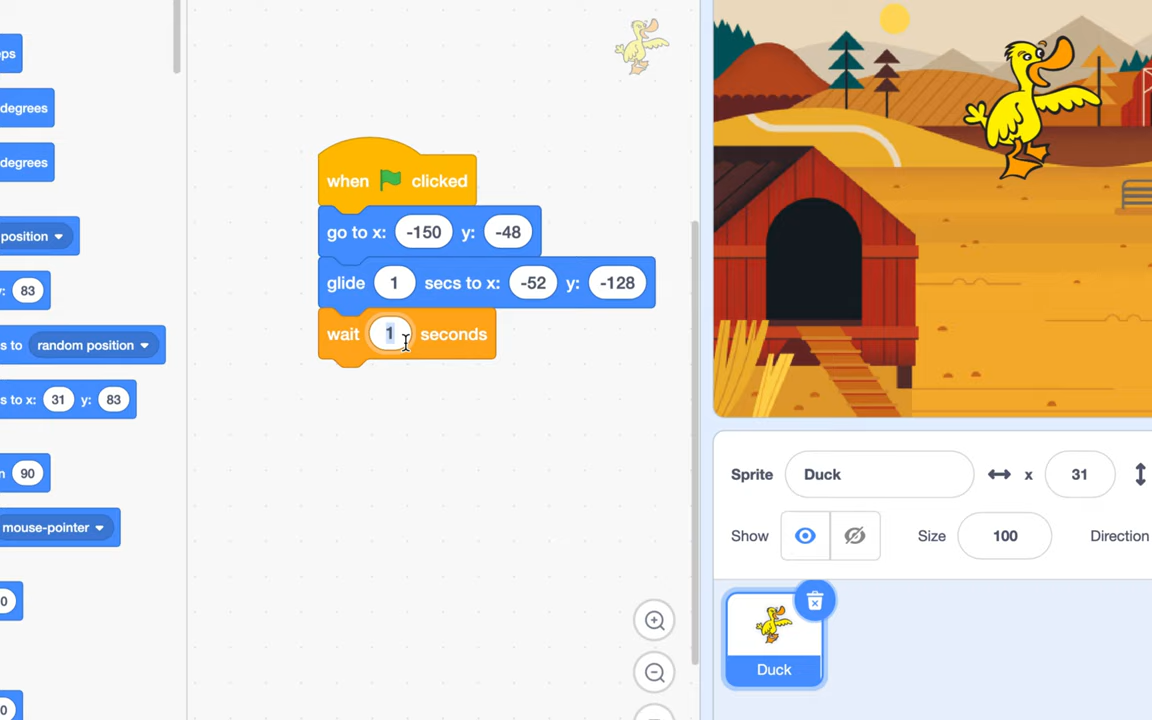 ps
degrees
degrees
position
y: 83
s to random position
s to x: 31 y: 83
n 90
mouse-pointer
0
0
when clicked
go to x: -150 y: -48
glide 1 secs to x: -52 y: -128
wait 1 seconds
Sprite Duck x 31
Show Size 100 Direction
Duck